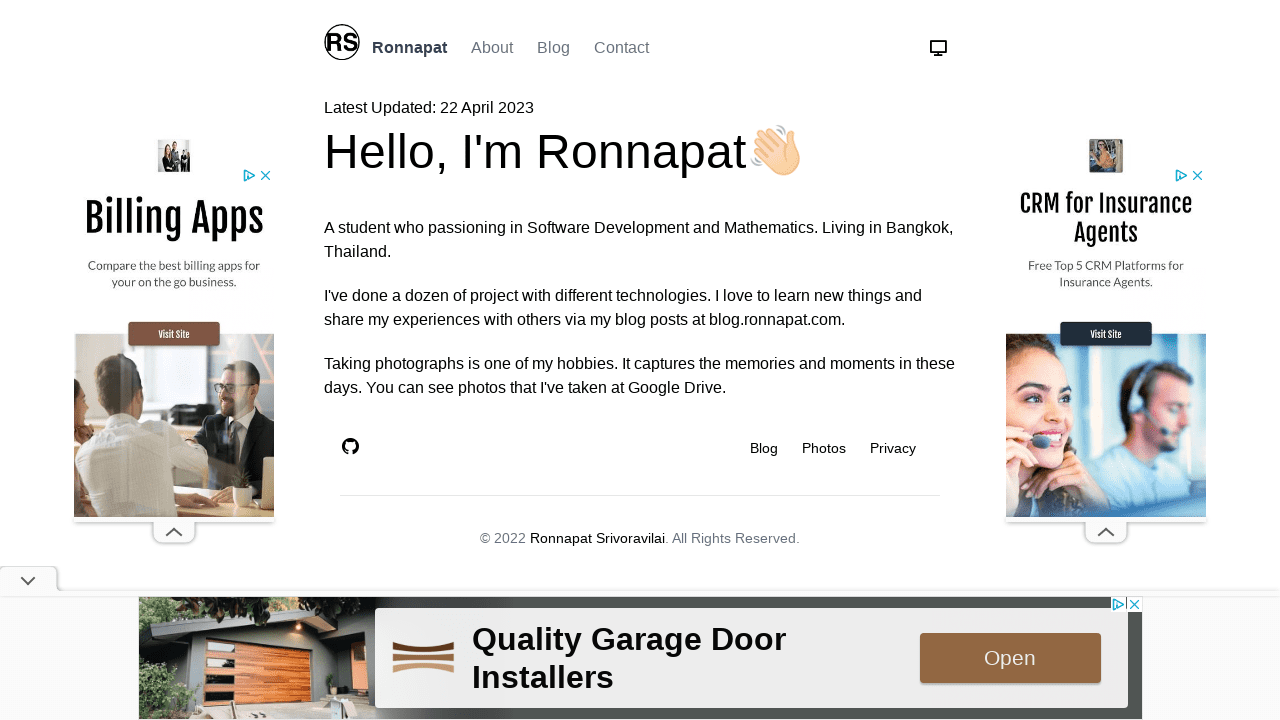 RS
Ronnapat About Blog Contact
Latest Updated: 22 April 2023
Hello, I'm Ronnapat👋🏻
A student who passioning in Software Development and Mathematics. Living in Bangkok,
Thailand.
I've done a dozen of project with different technologies. I love to learn new things and
share my experiences with others via my blog posts at blog.ronnapat.com.
Taking photographs is one of my hobbies. It captures the memories and moments in these
days. You can see photos that I've taken at Google Drive.
Blog Photos Privacy
© 2022 Ronnapat Srivoravilai. All Rights Reserved.
Billing Apps
Compare the best billing apps for
your on the go business.
Visit Site
CRM for Insurance
Agents
Free Top 5 CRM Platforms for
Insurance Agents.
Visit Site
Quality Garage Door
Installers
Open